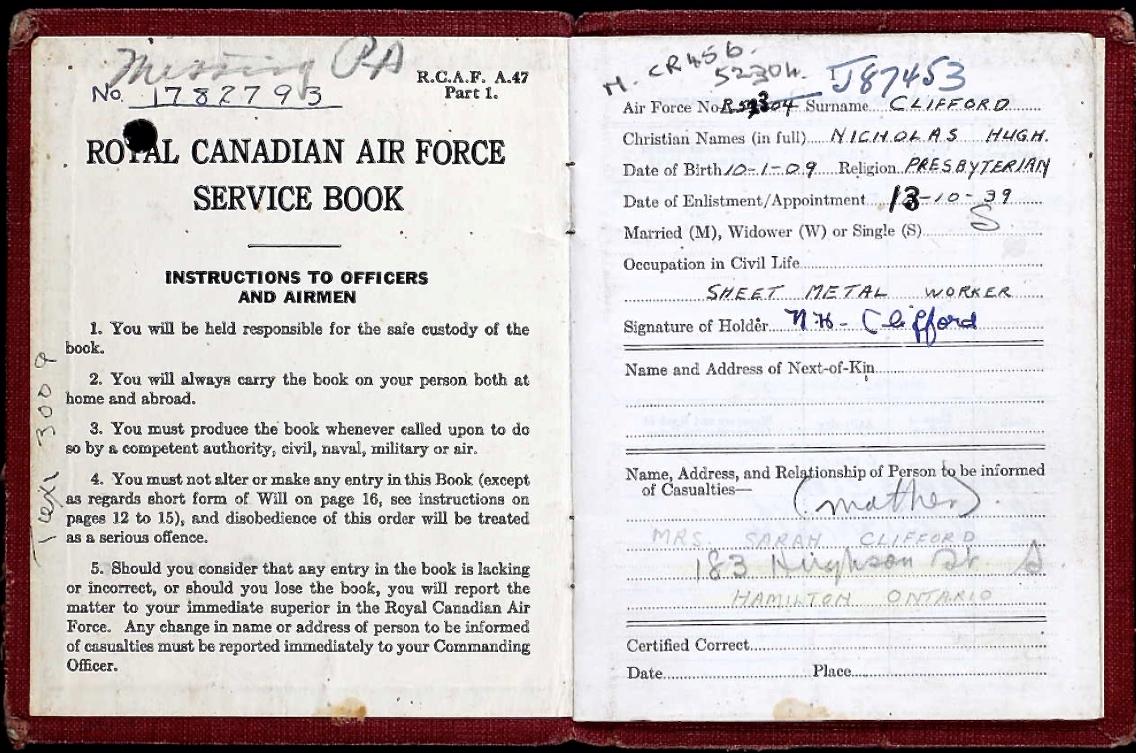 Missing PA
R.C.A.F. A.47
Part 1.
No. 1782793
ROYAL CANADIAN AIR FORCE
SERVICE BOOK
INSTRUCTIONS TO OFFICERS
AND AIRMEN
1. You will be held responsible for the safe custody of the
book.
2. You will always carry the book on your person both at
home and abroad.
3. You must produce the book whenever called upon to do
so by a competent authority, civil, naval, military or air.
4. You must not alter or make any entry in this Book (except
as regards short form of Will on page 16, see instructions on
pages 12 to 15), and disobedience of this order will be treated
as a serious offence.
5. Should you consider that any entry in the book is lacking
or incorrect, or should you lose the book, you will report the
matter to your immediate superior in the Royal Canadian Air
Force. Any change in name or address of person to be informed
of casualties must be reported immediately to your Commanding
Officer.
300 9
CR456.
5230H. J87453
Air Force No. Surname CLIFFORD
Christian Names (in full) NICHOLAS HUGH.
Date of Birth 10-1-09 Religion PRESBYTERIAN
Date of Enlistment/Appointment 13-10-39
Married (M), Widower (W) or Single (S) S
Occupation in Civil Life
SHEET METAL WORKER
Signature of Holder N.H. Clifford
Name and Address of Next-of-Kin
Name, Address, and Relationship of Person to be informed
of Casualties—
(mother).
MRS. SARAH CLIFFORD
183 Hughson St. S
HAMILTON ONTARIO
Certified Correct
Date Place